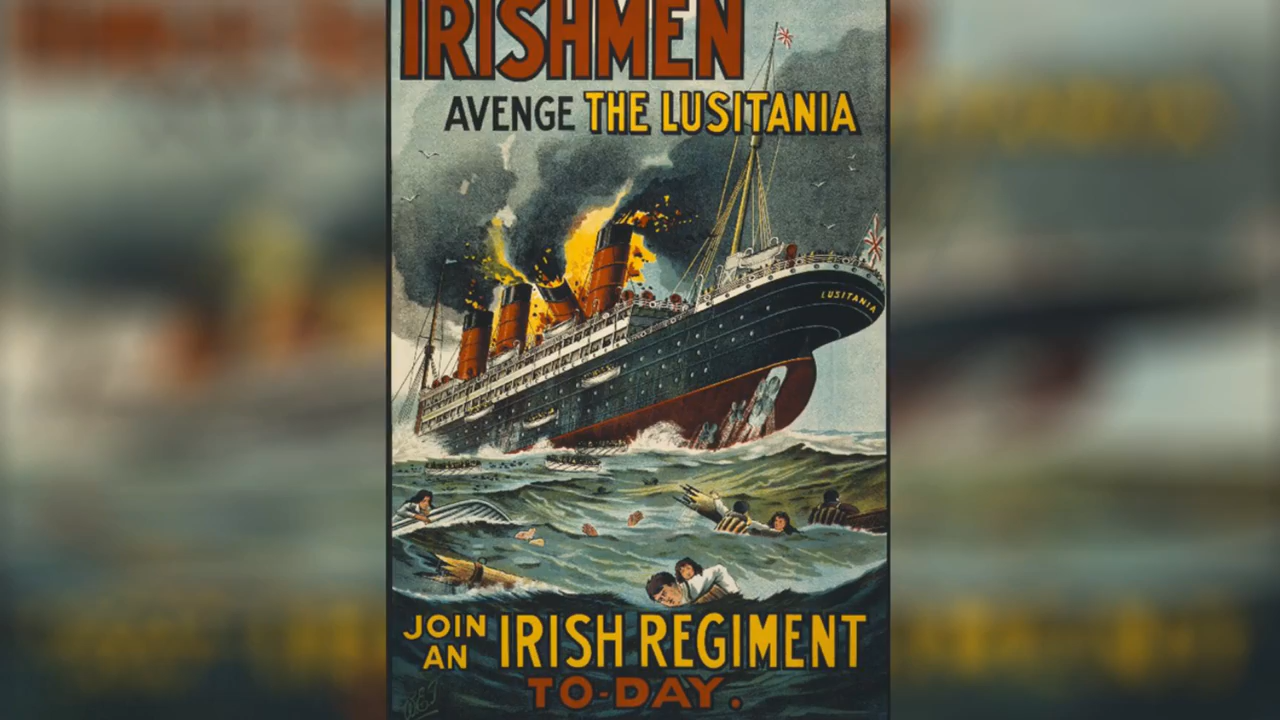 IRISHMEN
AVENGE THE LUSITANIA
LUSITANIA
JOIN
AN
IRISH REGIMENT
TO-DAY.